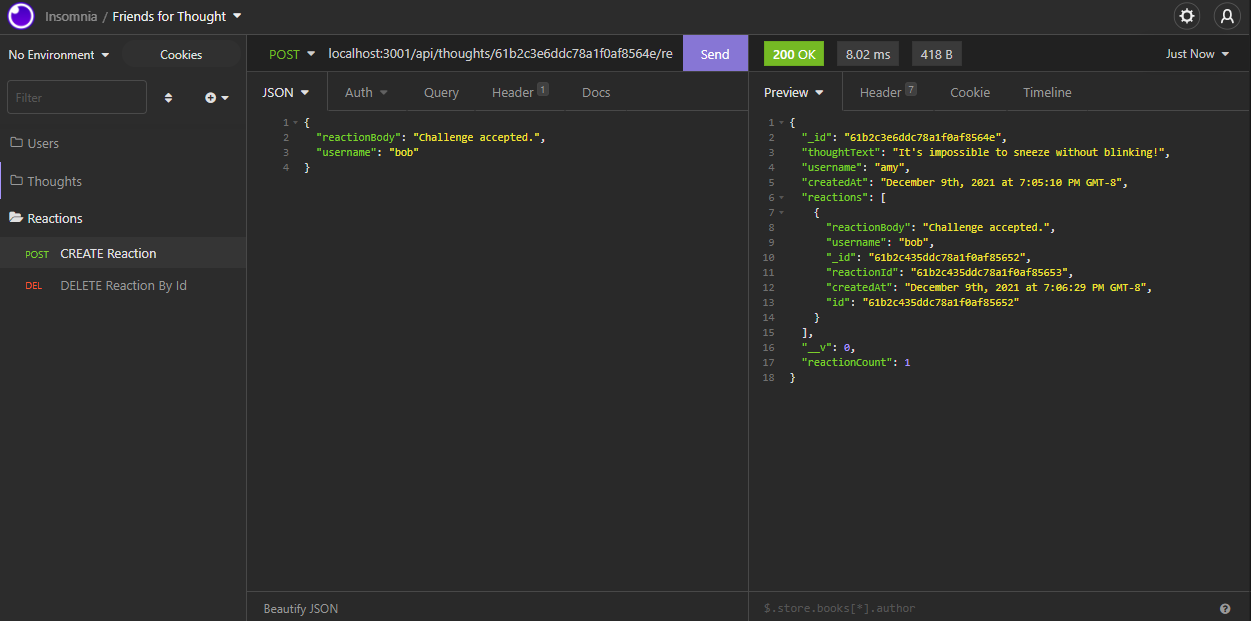 Insomnia / Friends for Thought
No Environment
Cookies
Filter
Users
Thoughts
Reactions
POST CREATE Reaction
DEL DELETE Reaction By Id
POST localhost:3001/api/thoughts/61b2c3e6ddc78a1f0af8564e/re
Send
JSON Auth Query Header 1 Docs
1 {
2 "reactionBody": "Challenge accepted.",
3 "username": "bob"
4 }
Beautify JSON
200 OK 8.02 ms 418 B Just Now
Preview Header 7 Cookie Timeline
1 {
2 "_id": "61b2c3e6ddc78a1f0af8564e",
3 "thoughtText": "It's impossible to sneeze without blinking!",
4 "username": "amy",
5 "createdAt": "December 9th, 2021 at 7:05:10 PM GMT-8",
6 "reactions": [
7 {
8 "reactionBody": "Challenge accepted.",
9 "username": "bob",
10 "_id": "61b2c435ddc78a1f0af85652",
11 "reactionId": "61b2c435ddc78a1f0af85653",
12 "createdAt": "December 9th, 2021 at 7:06:29 PM GMT-8",
13 "id": "61b2c435ddc78a1f0af85652"
14 }
15 ],
16 "__v": 0,
17 "reactionCount": 1
18 }
$.store.books[*].author